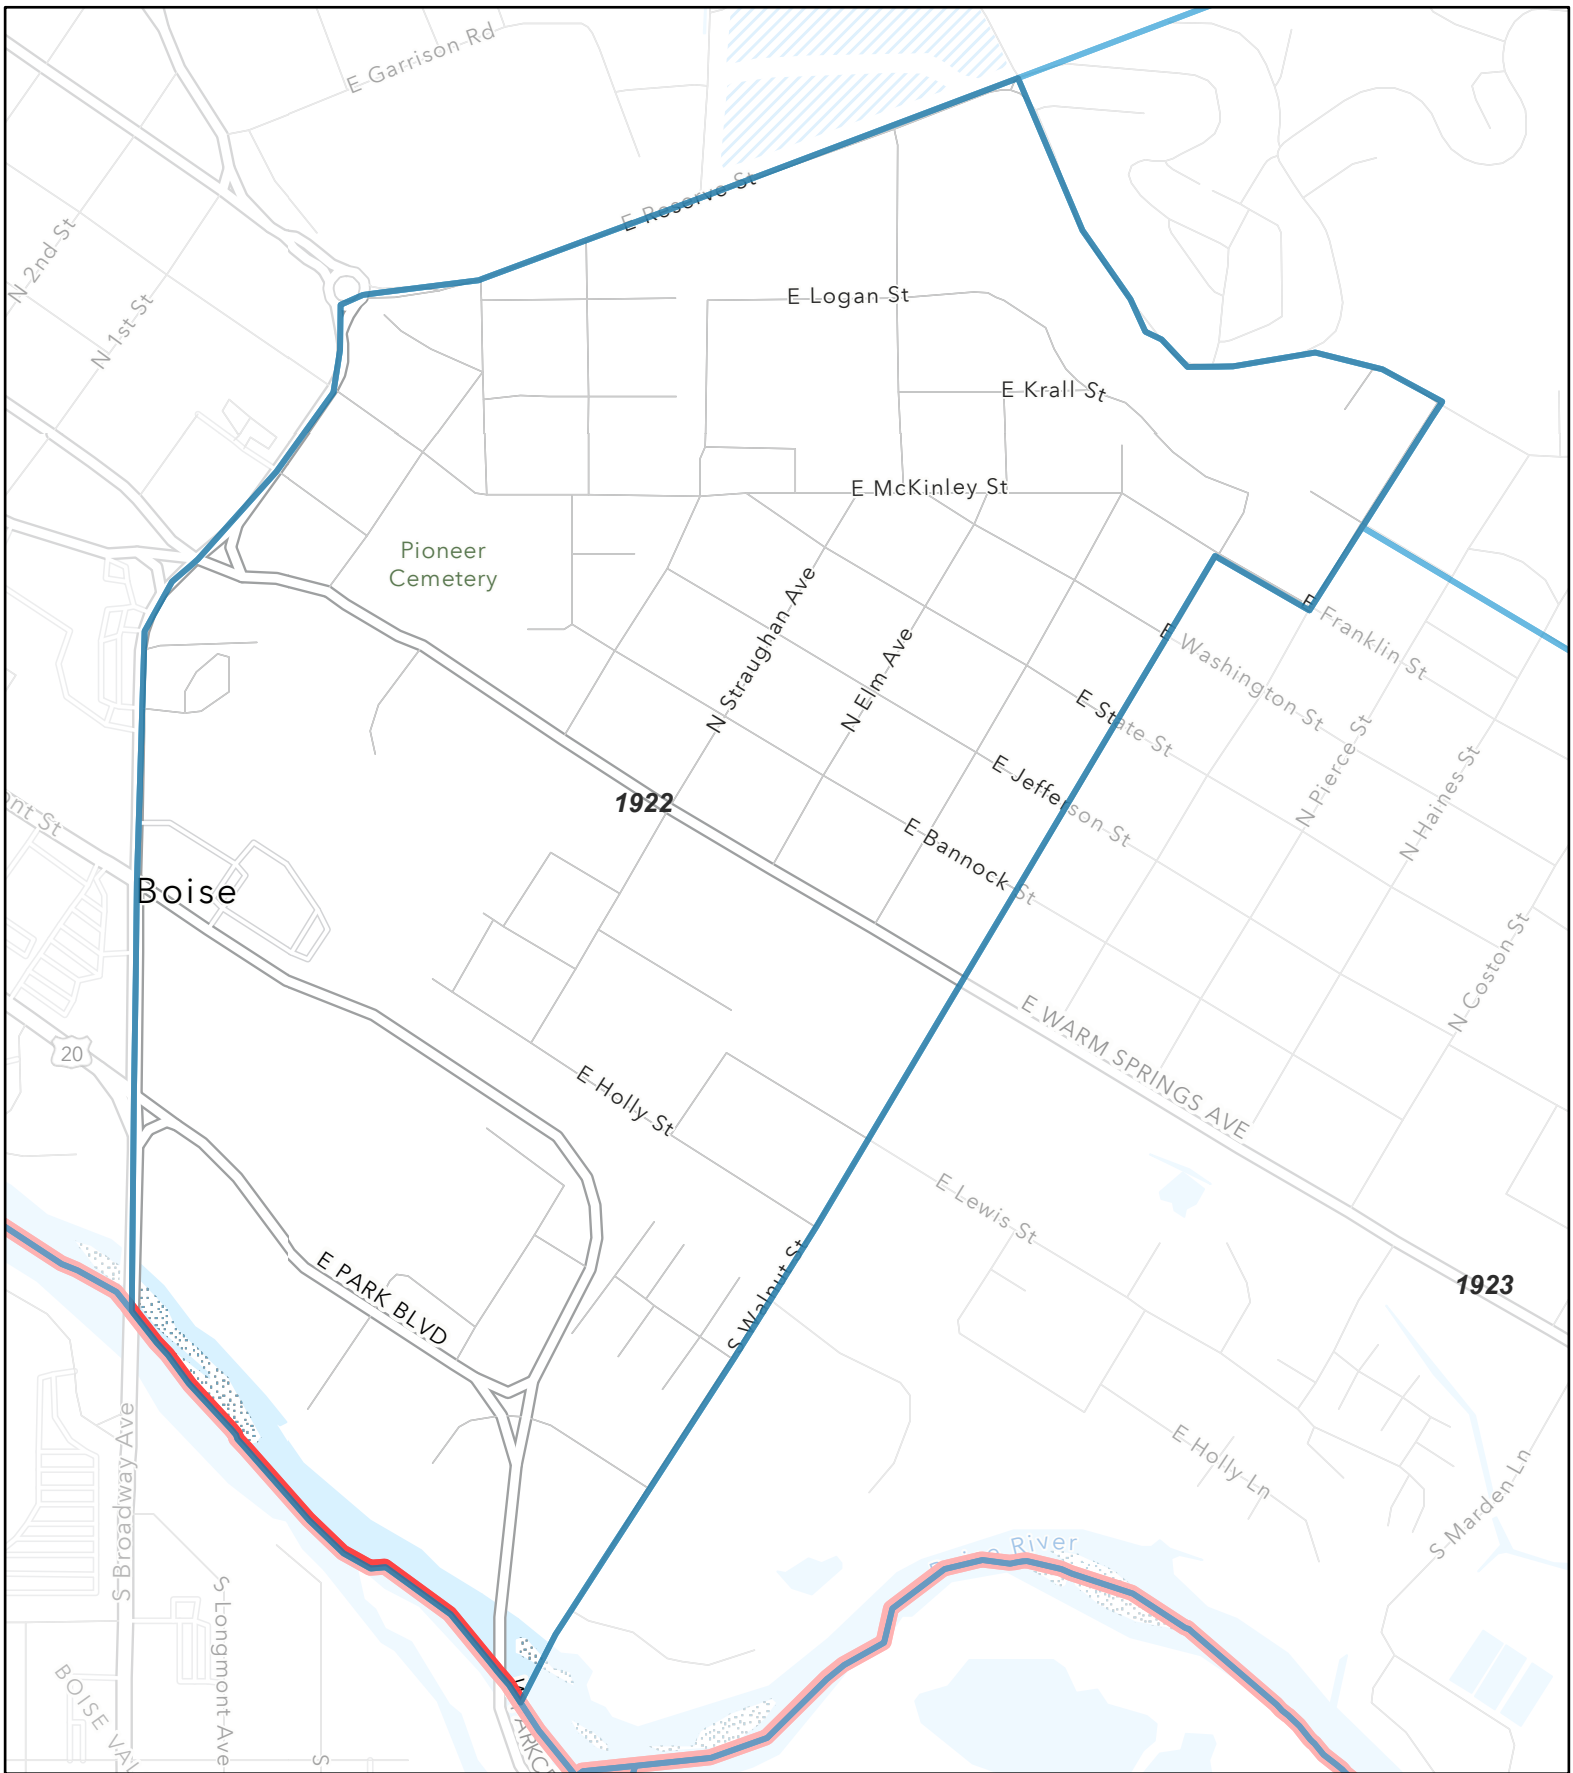 E Garrison Rd
E Reserve St
N 2nd St
N 1st St
E Logan St
E Krall St
E McKinley St
Pioneer
Cemetery
N Straughan Ave
N Elm Ave
E Franklin St
E Washington St
E State St
E Jefferson St
E Bannock St
N Pierce St
N Haines St
N Coston St
1922
ont St
Boise
20
E WARM SPRINGS AVE
E Holly St
E Lewis St
S Walnut St
E PARK BLVD
1923
S Broadway Ave
S Longmont Ave
BOISE VA
S
E Holly Ln
S Marden Ln
River